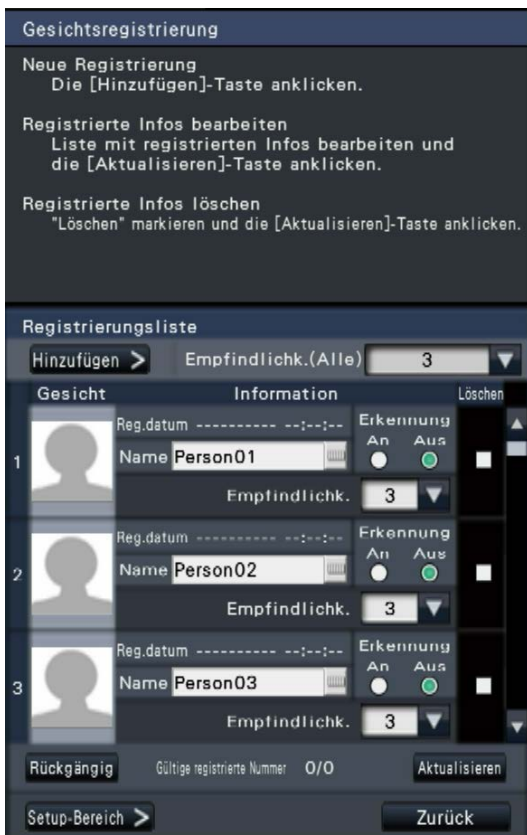 Gesichtsregistrierung
Neue Registrierung
Die [Hinzufügen]-Taste anklicken.
Registrierte Infos bearbeiten
Liste mit registrierten Infos bearbeiten und
die [Aktualisieren]-Taste anklicken.
Registrierte Infos löschen
"Löschen" markieren und die [Aktualisieren]-Taste anklicken.
Registrierungsliste
Hinzufügen > Empfindlichk.(Alle) 3
Gesicht Information Löschen
Reg.datum ---------- --:--:-- Erkennung
An Aus
1 Name Person01
Empfindlichk. 3
Reg.datum ---------- --:--:-- Erkennung
An Aus
2 Name Person02
Empfindlichk. 3
Reg.datum ---------- --:--:-- Erkennung
An Aus
3 Name Person03
Empfindlichk. 3
Rückgängig Gültige registrierte Nummer 0/0 Aktualisieren
Setup-Bereich > Zurück